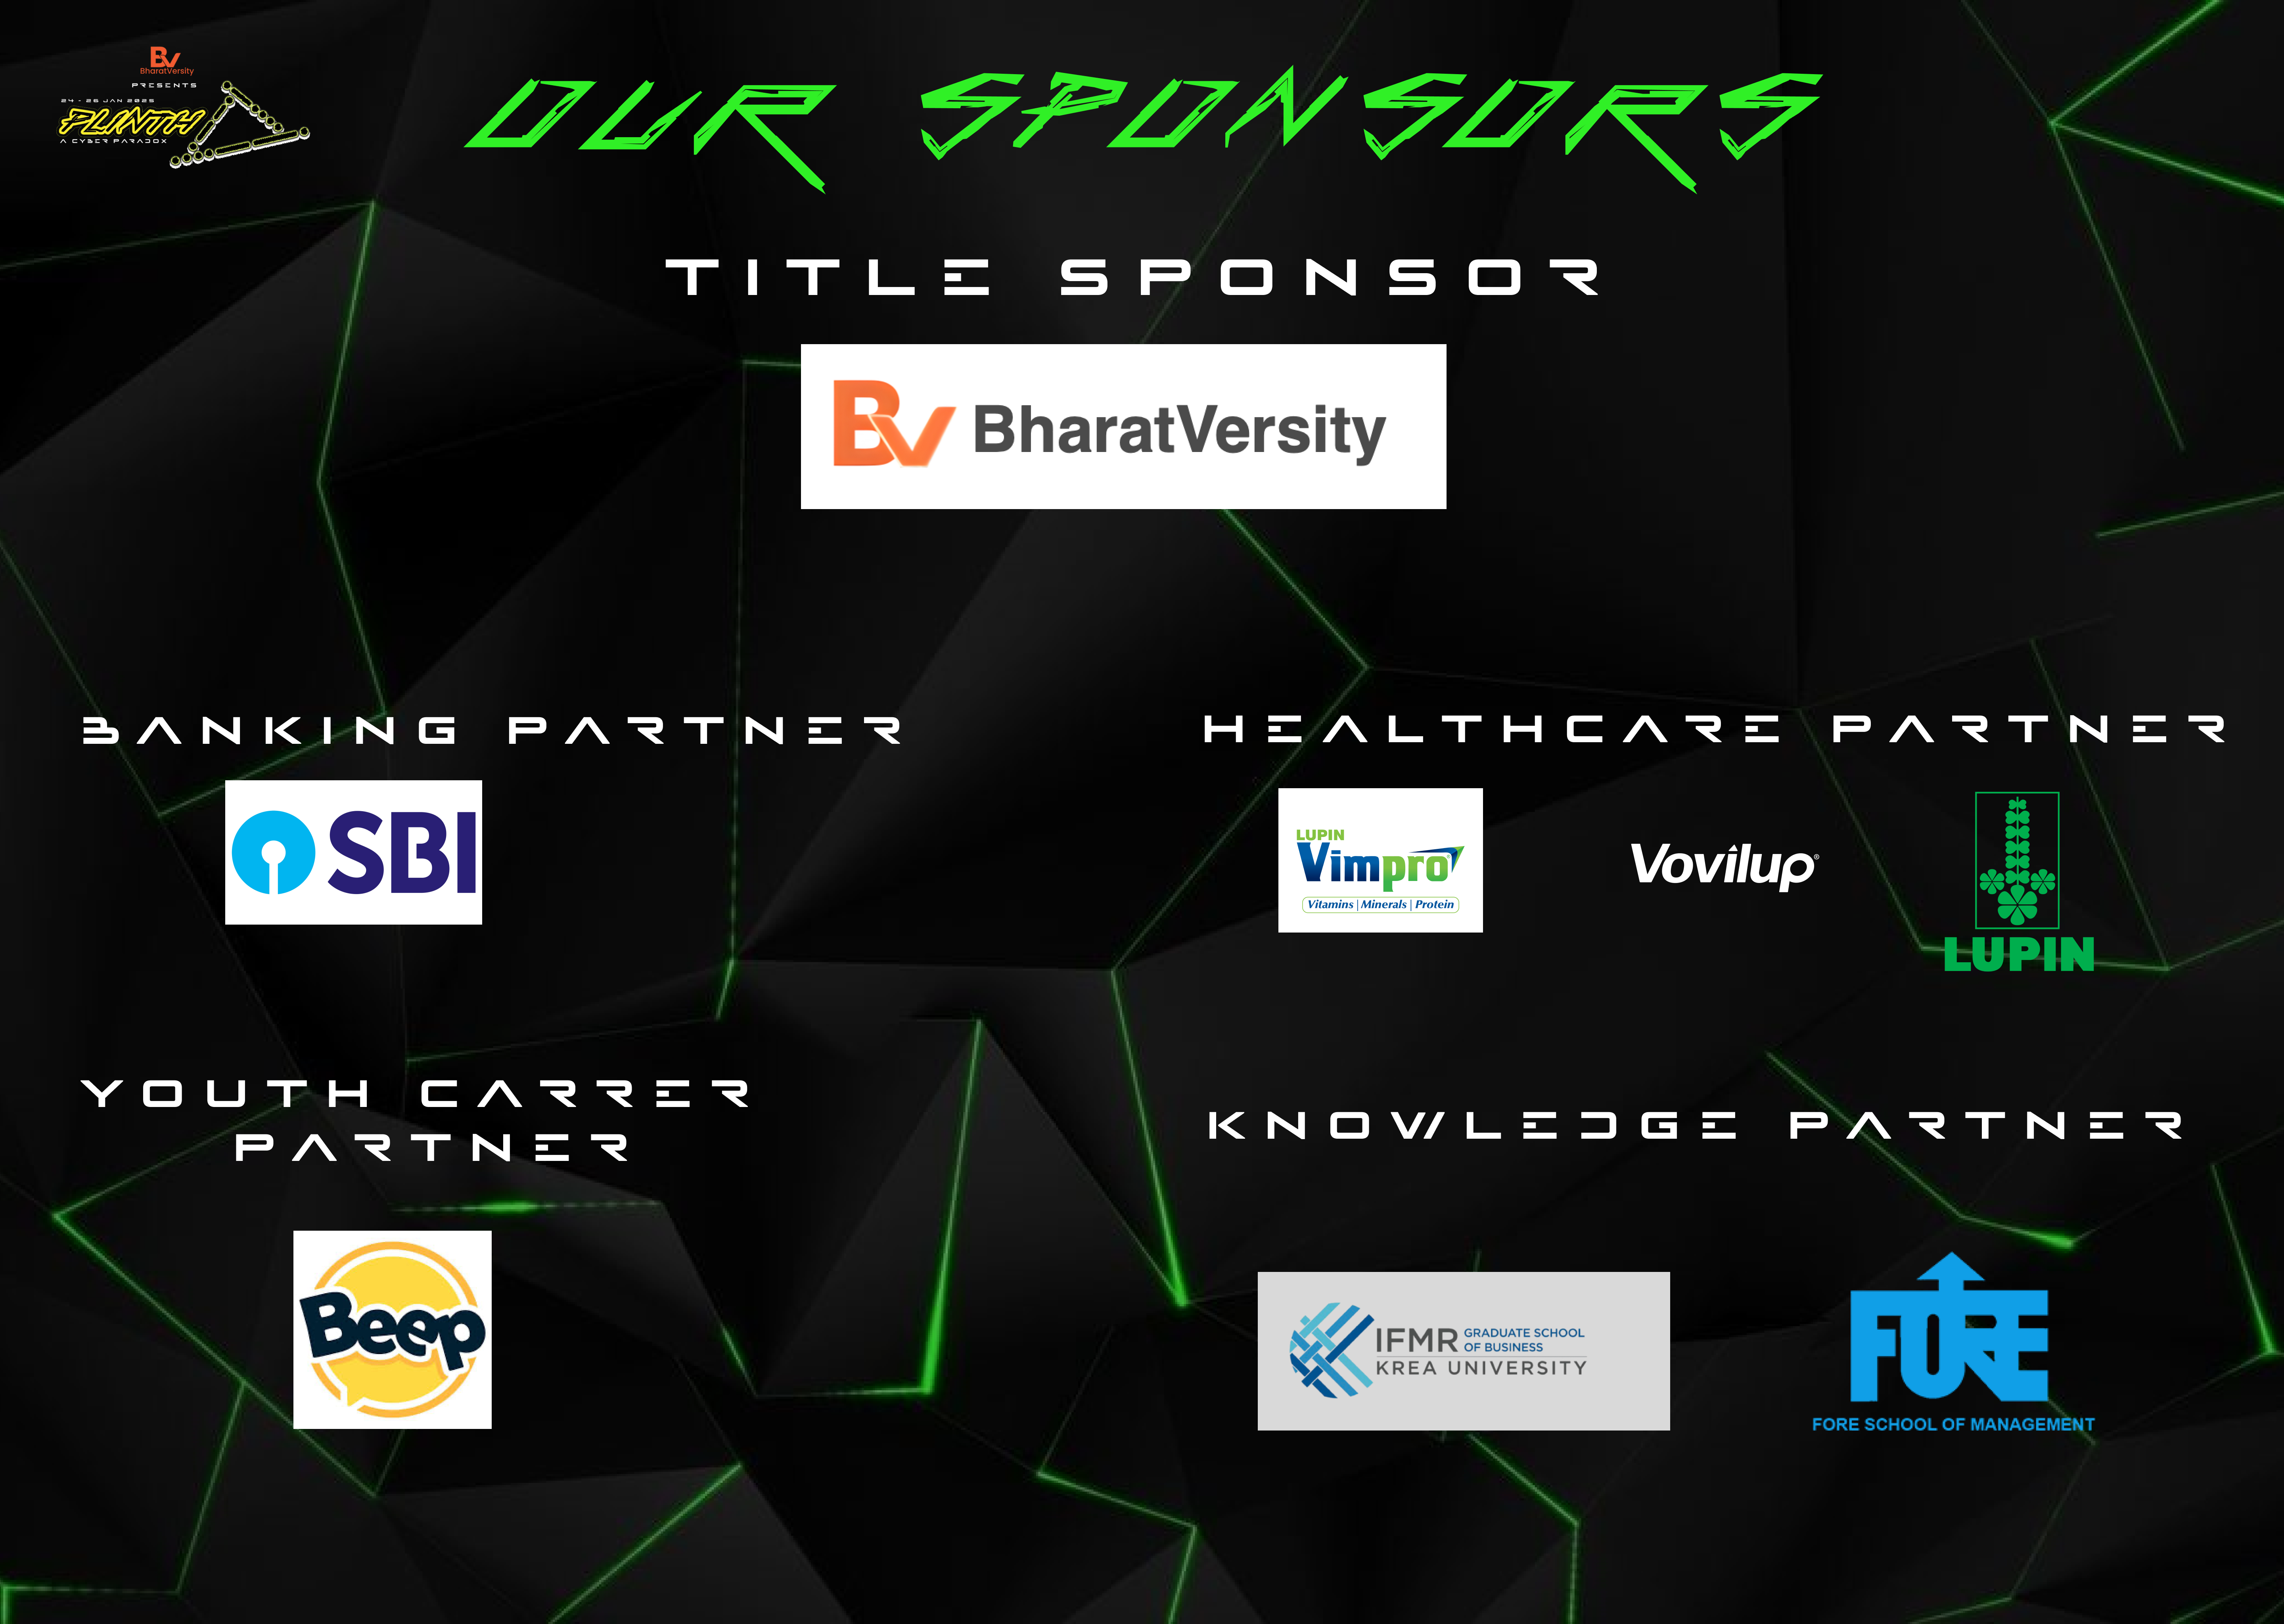 BV
BharatVersity
PRESENTS
24 - 26 JAN 2025
PLINTH
A CYBER PARADOX
OUR SPONSORS
TITLE SPONSOR
BV BharatVersity
BANKING PARTNER
SBI
HEALTHCARE PARTNER
LUPIN
Vimpro
Vitamins | Minerals | Protein
Vovilup®
LUPIN
YOUTH CARRER
PARTNER
Beep
KNOWLEDGE PARTNER
IFMR GRADUATE SCHOOL
OF BUSINESS
KREA UNIVERSITY
FORE
FORE SCHOOL OF MANAGEMENT